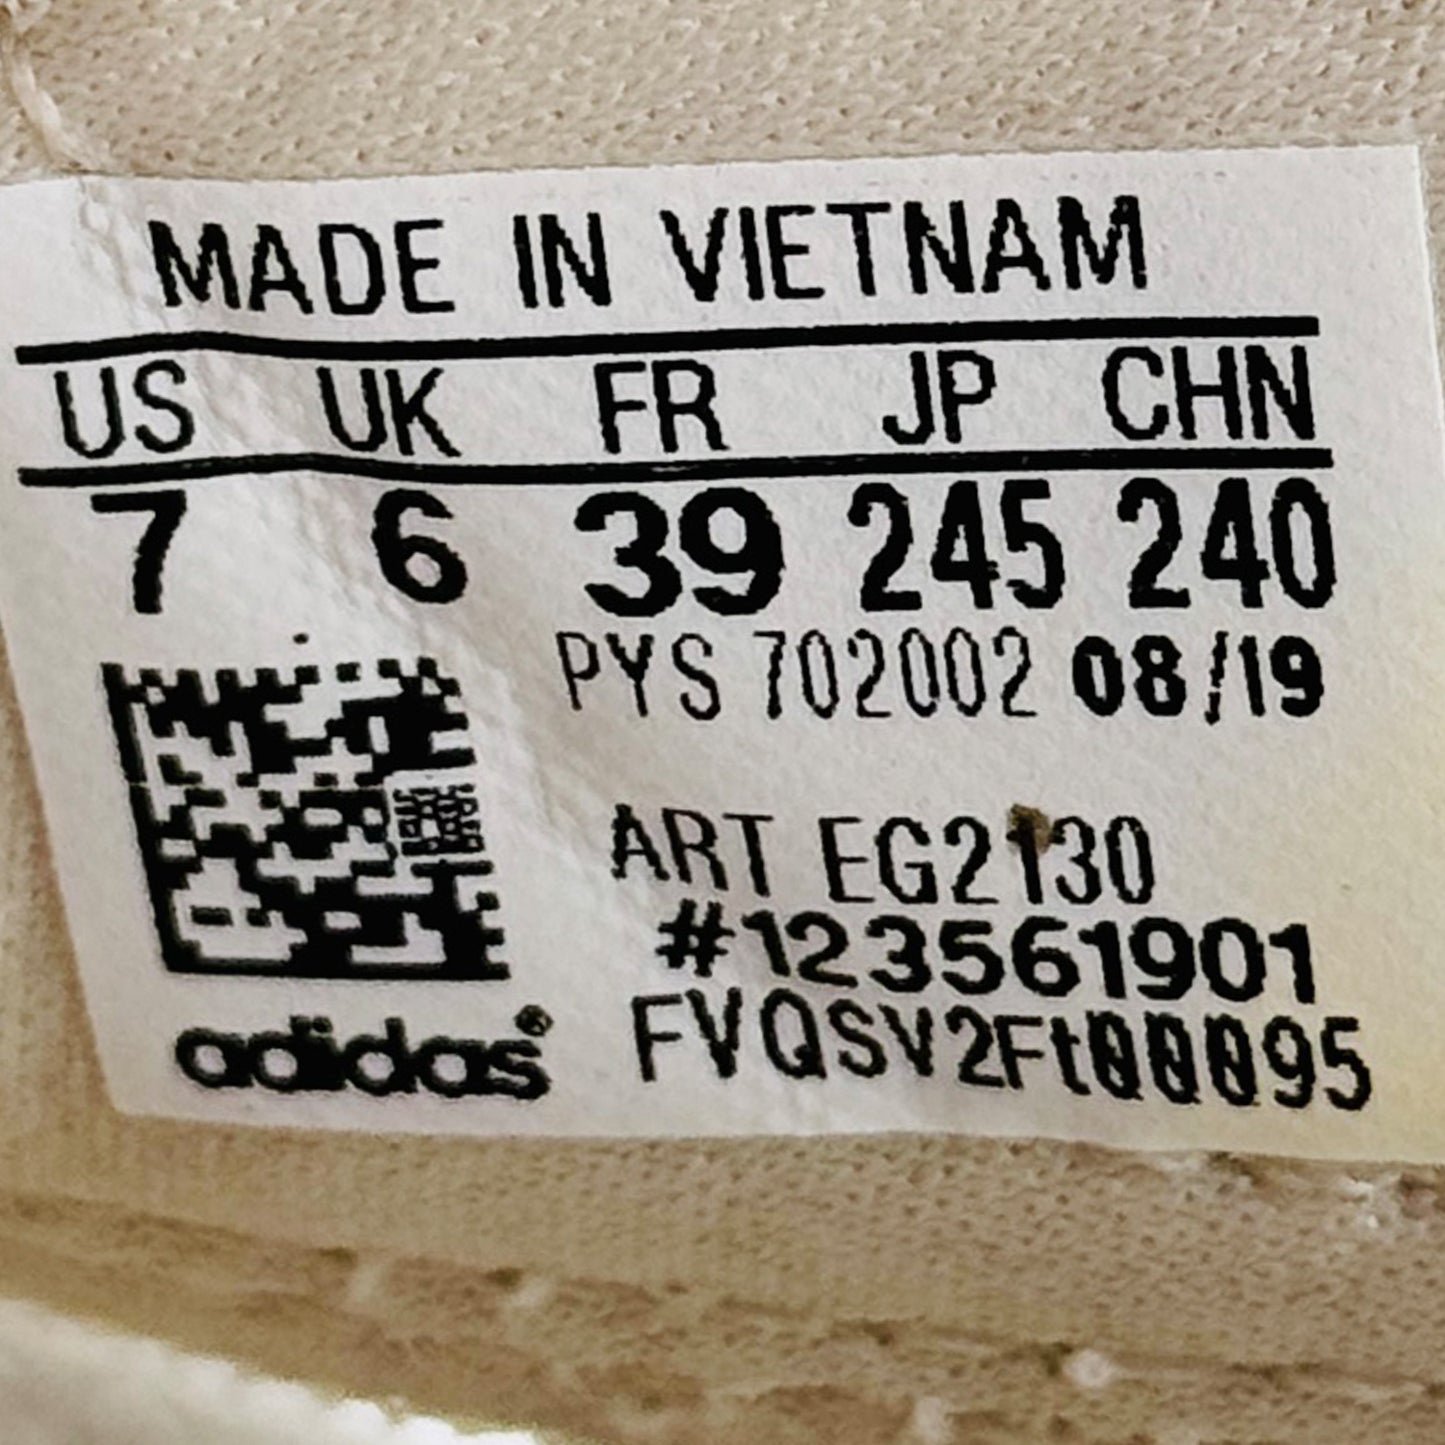 MADE IN VIETNAM
US UK FR JP CHN
7 6 39 245 240
PYS 702002 08/19
ART EG2130
#123561901
FVQSV2Ft00095
adidas®